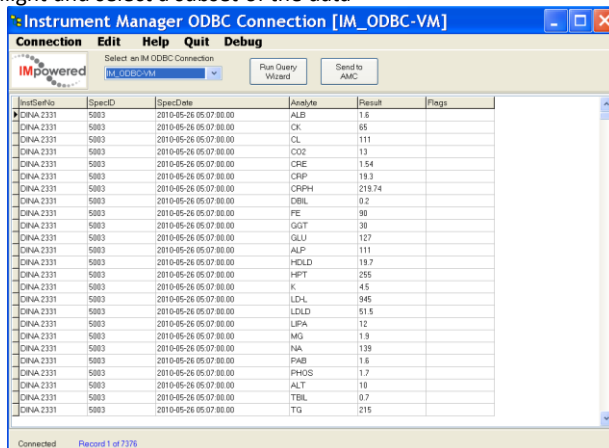 light and select a subset of the data
Instrument Manager ODBC Connection [IM_ODBC-VM]
Connection Edit Help Quit Debug
IMpowered
Select an IM ODBC Connection
IM_ODBC-VM
Run Query Wizard
Send to AMC
InstSerNo SpecID SpecDate Analyte Result Flags
DINA 2331 5003 2010-05-26 05:07:00.00 ALB 1.6
DINA 2331 5003 2010-05-26 05:07:00.00 CK 65
DINA 2331 5003 2010-05-26 05:07:00.00 CL 111
DINA 2331 5003 2010-05-26 05:07:00.00 CO2 13
DINA 2331 5003 2010-05-26 05:07:00.00 CRE 1.54
DINA 2331 5003 2010-05-26 05:07:00.00 CRP 19.3
DINA 2331 5003 2010-05-26 05:07:00.00 CRPH 219.74
DINA 2331 5003 2010-05-26 05:07:00.00 DBIL 0.2
DINA 2331 5003 2010-05-26 05:07:00.00 FE 90
DINA 2331 5003 2010-05-26 05:07:00.00 GGT 30
DINA 2331 5003 2010-05-26 05:07:00.00 GLU 127
DINA 2331 5003 2010-05-26 05:07:00.00 ALP 111
DINA 2331 5003 2010-05-26 05:07:00.00 HDLD 19.7
DINA 2331 5003 2010-05-26 05:07:00.00 HPT 255
DINA 2331 5003 2010-05-26 05:07:00.00 K 4.5
DINA 2331 5003 2010-05-26 05:07:00.00 LD-L 945
DINA 2331 5003 2010-05-26 05:07:00.00 LDLD 51.5
DINA 2331 5003 2010-05-26 05:07:00.00 LIPA 12
DINA 2331 5003 2010-05-26 05:07:00.00 MG 1.9
DINA 2331 5003 2010-05-26 05:07:00.00 NA 139
DINA 2331 5003 2010-05-26 05:07:00.00 PAB 1.6
DINA 2331 5003 2010-05-26 05:07:00.00 PHOS 1.7
DINA 2331 5003 2010-05-26 05:07:00.00 ALT 10
DINA 2331 5003 2010-05-26 05:07:00.00 TBIL 0.7
DINA 2331 5003 2010-05-26 05:07:00.00 TG 215
Connected Record 1 of 7376